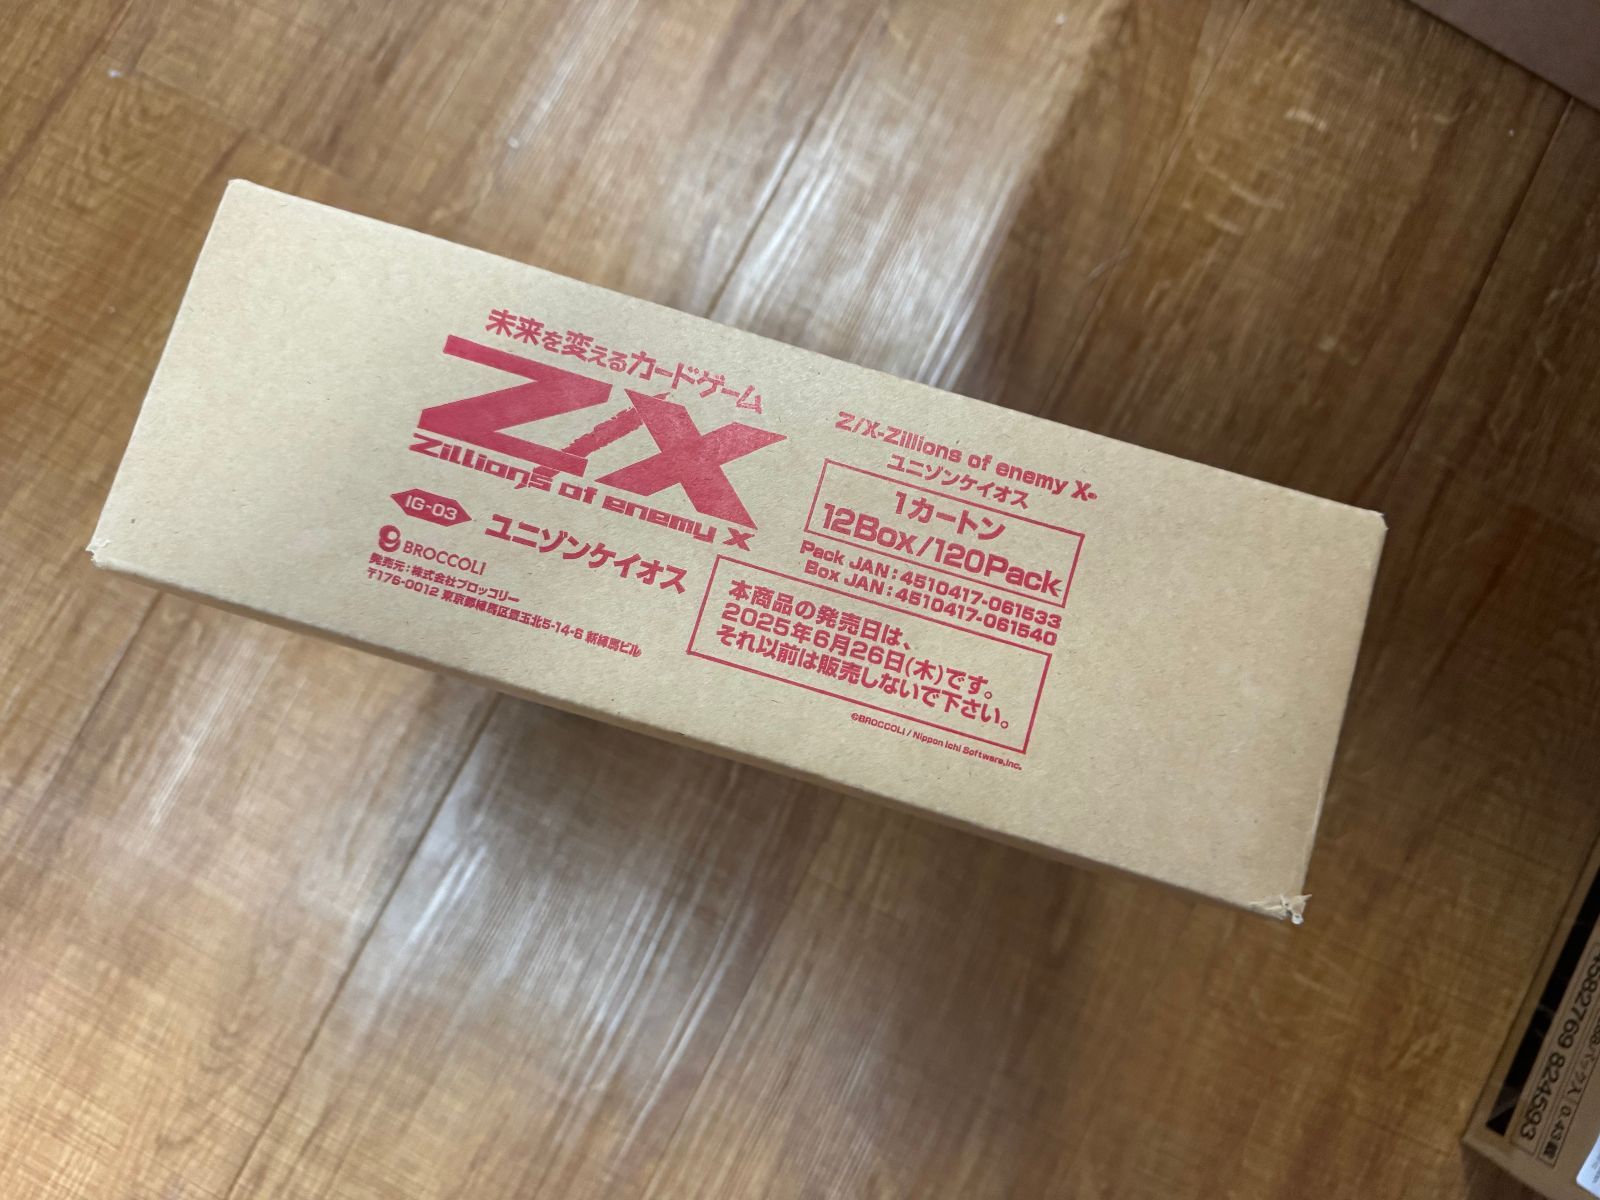 未来を変えるカードゲーム
Z/X
Zillions of enemy X
IG-03 ユニゾンケイオス
BROCCOLI
発売元:株式会社ブロッコリー
〒176-0012 東京都練馬区豊玉北5-14-6 新練馬ビル
Z/X-Zillions of enemy X-
ユニゾンケイオス
1カートン
12Box/120Pack
Pack JAN:4510417-061533
Box JAN:4510417-061540
本商品の発売日は、
2025年6月26日(木)です。
それ以前は販売しないで下さい。
©BROCCOLI / Nippon Ichi Software,Inc.
4582769 824593